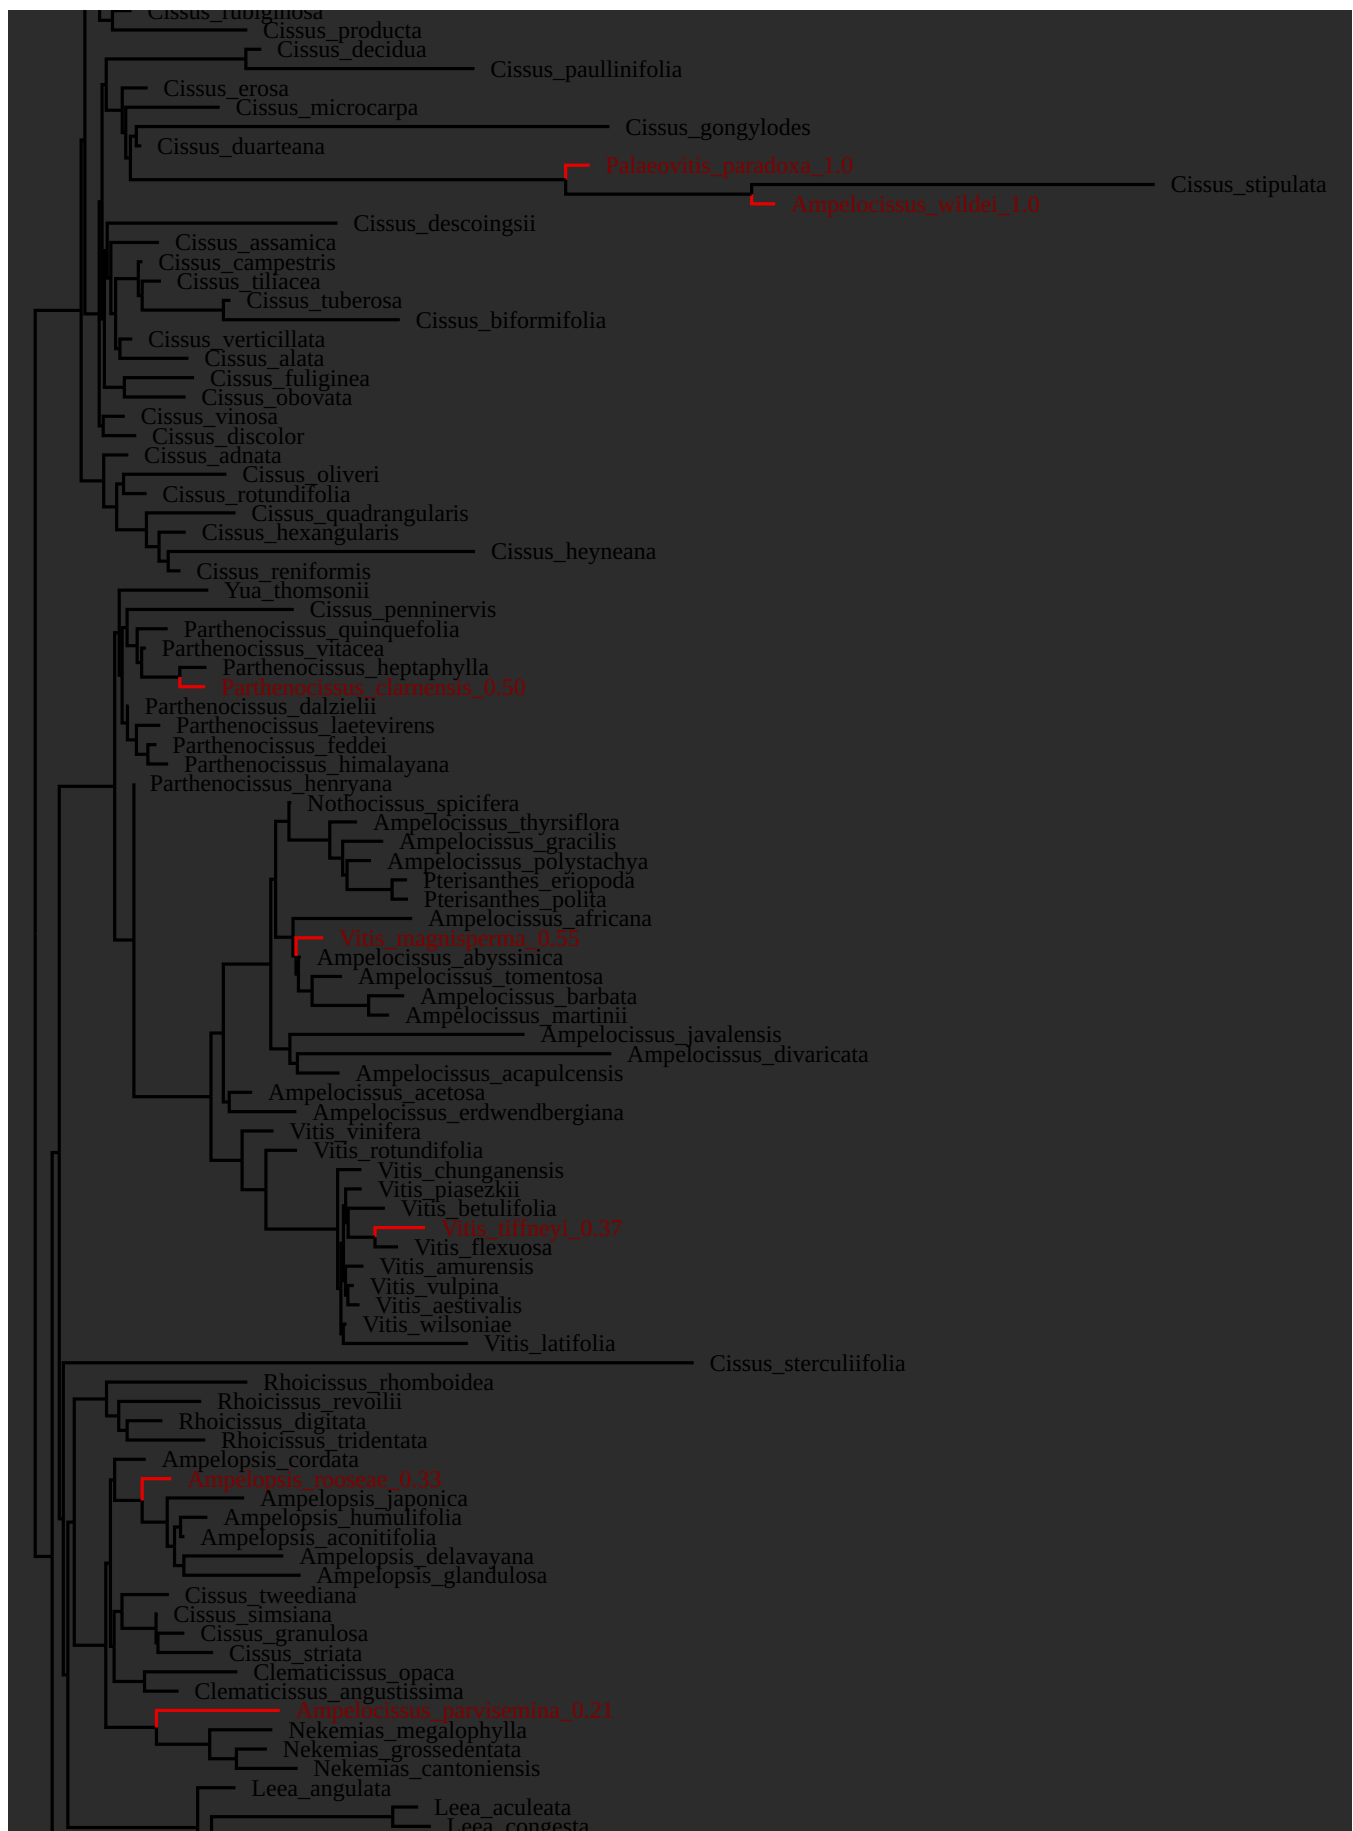 Cissus_rubiginosa
Cissus_producta
Cissus_decidua
Cissus_paullinifolia
Cissus_erosa
Cissus_microcarpa
Cissus_gongylodes
Cissus_duarteana
Palaeovitis_paradoxa_1.0
Cissus_stipulata
Ampelocissus_wildei_1.0
Cissus_descoingsii
Cissus_assamica
Cissus_campestris
Cissus_tiliacea
Cissus_tuberosa
Cissus_biformifolia
Cissus_verticillata
Cissus_alata
Cissus_fuliginea
Cissus_obovata
Cissus_vinosa
Cissus_discolor
Cissus_adnata
Cissus_oliveri
Cissus_rotundifolia
Cissus_quadrangularis
Cissus_hexangularis
Cissus_heyneana
Cissus_reniformis
Yua_thomsonii
Cissus_penninervis
Parthenocissus_quinquefolia
Parthenocissus_vitacea
Parthenocissus_heptaphylla
Parthenocissus_clarnensis_0.50
Parthenocissus_dalzielii
Parthenocissus_laetevirens
Parthenocissus_feddei
Parthenocissus_himalayana
Parthenocissus_henryana
Nothocissus_spicifera
Ampelocissus_thyrsiflora
Ampelocissus_gracilis
Ampelocissus_polystachya
Pterisanthes_eriopoda
Pterisanthes_polita
Ampelocissus_africana
Vitis_magnisperma_0.55
Ampelocissus_abyssinica
Ampelocissus_tomentosa
Ampelocissus_barbata
Ampelocissus_martinii
Ampelocissus_javalensis
Ampelocissus_divaricata
Ampelocissus_acapulcensis
Ampelocissus_acetosa
Ampelocissus_erdwendbergiana
Vitis_vinifera
Vitis_rotundifolia
Vitis_chunganensis
Vitis_piasezkii
Vitis_betulifolia
Vitis_tiffneyi_0.37
Vitis_flexuosa
Vitis_amurensis
Vitis_vulpina
Vitis_aestivalis
Vitis_wilsoniae
Vitis_latifolia
Cissus_sterculiifolia
Rhoicissus_rhomboidea
Rhoicissus_revoilii
Rhoicissus_digitata
Rhoicissus_tridentata
Ampelopsis_cordata
Ampelopsis_rooseae_0.33
Ampelopsis_japonica
Ampelopsis_humulifolia
Ampelopsis_aconitifolia
Ampelopsis_delavayana
Ampelopsis_glandulosa
Cissus_tweediana
Cissus_simsiana
Cissus_granulosa
Cissus_striata
Clematicissus_opaca
Clematicissus_angustissima
Ampelocissus_parvisemina_0.21
Nekemias_megalophylla
Nekemias_grossedentata
Nekemias_cantoniensis
Leea_angulata
Leea_aculeata
Leea_congesta